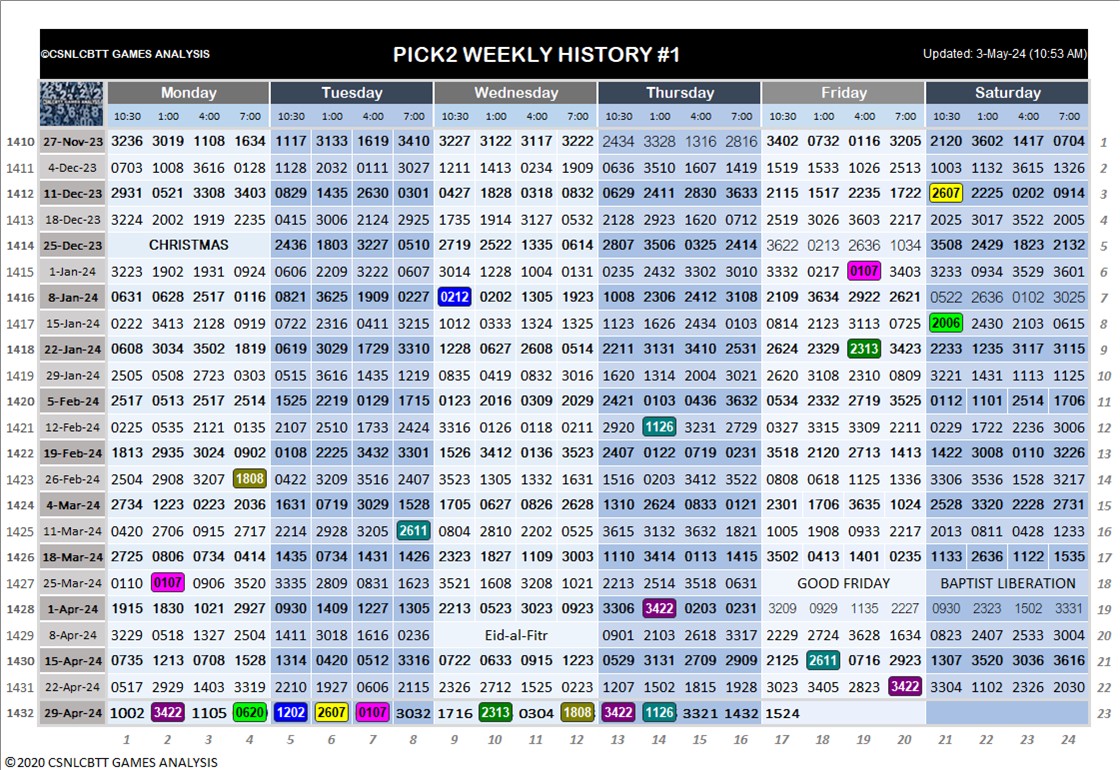 ©CSNLCBTT GAMES ANALYSIS PICK2 WEEKLY HISTORY #1 Updated: 3-May-24 (10:53 AM)
Monday Tuesday Wednesday Thursday Friday Saturday
10:30 1:00 4:00 7:00 10:30 1:00 4:00 8:00 10:30 1:00 4:00 7:00 10:30 1:00 4:00 7:00 10:30 1:00 4:00 7:00 10:30 1:00 4:00 7:00
1410 27-Nov-23 3236 3019 1108 1634 1117 3133 1619 3410 3227 3122 3117 3222 2434 3328 1316 2816 3402 0732 0116 3205 2120 3602 1417 0704 1
1411 4-Dec-23 0703 1008 3616 0128 1128 2032 0111 3027 1211 1413 0234 1909 0636 3510 1607 1419 1519 1533 1026 2513 1003 1132 3615 1326 2
1412 11-Dec-23 2931 0521 3308 3403 0829 1435 2630 0301 0427 1828 0318 0832 0629 2411 2830 3633 2115 1517 2235 1722 2607 2225 0202 0914 3
1413 18-Dec-23 3224 2002 1919 2235 0415 3006 2124 2925 1735 1914 3127 0532 2128 2923 1620 0712 2519 3026 3603 2217 2025 3017 3522 2005 4
1414 25-Dec-23 CHRISTMAS 2436 1803 3227 0510 2719 2522 1335 0614 2807 3506 0325 2414 3622 0213 2636 1034 3508 2429 1823 2132 5
1415 1-Jan-24 3223 1902 1931 0924 0606 2209 3222 0607 3014 1228 1004 0131 0235 2432 3302 3010 3332 0217 0107 3403 3233 0934 3529 3601 6
1416 8-Jan-24 0631 0628 2517 0116 0821 3625 1909 0227 0212 0202 1305 1923 1008 2306 2412 3108 2109 3634 2922 2621 0522 2636 0102 3025 7
1417 15-Jan-24 0222 3413 2128 0919 0722 2316 0411 3215 1012 0333 1324 1325 1123 1626 2434 0103 0814 2123 3113 0725 2006 2430 2103 0615 8
1418 22-Jan-24 0608 3034 3502 1819 0619 3029 1729 3310 1228 0627 2608 0514 2211 3131 3410 2531 2624 2329 2313 3423 2233 1235 3117 3115 9
1419 29-Jan-24 2505 0508 2723 0303 0515 3616 1435 1219 0835 0419 0832 3016 1620 1314 2004 3021 2620 3108 2310 0809 3221 1431 1113 1125 10
1420 5-Feb-24 2517 0513 2517 2514 1525 2219 0129 1715 0123 2016 0309 2029 2421 0103 0436 3632 0534 2332 2719 3525 0112 1101 2514 1706 11
1421 12-Feb-24 0225 0535 2121 0135 2107 2510 1733 2424 3316 0126 0118 0211 2920 1126 3231 2729 0327 3315 3309 2211 0229 1722 2236 3006 12
1422 19-Feb-24 1813 2935 3024 0902 0108 2225 3432 3301 1526 3412 0136 3523 2407 0122 0719 0231 3518 2120 2713 1413 1422 3008 0110 3226 13
1423 26-Feb-24 2504 2908 3207 1808 0422 3209 3516 2407 3523 1305 1332 1631 1516 0203 3412 3522 0808 0618 1125 1336 3306 3536 1528 3217 14
1424 4-Mar-24 2734 1223 0223 2036 1631 0719 3029 1528 1705 0627 0826 2628 1310 2624 0833 0121 2301 1706 3635 1024 2528 3320 2228 2731 15
1425 11-Mar-24 0420 2706 0915 2717 2214 2928 3205 2611 0804 2810 2202 0525 3615 3132 3632 1821 1005 1908 0933 2217 2013 0811 0428 1233 16
1426 18-Mar-24 2725 0806 0734 0414 1435 0734 1431 1426 2323 1827 1109 3003 1110 3414 0113 1415 3502 0413 1401 0235 1133 2636 1122 1535 17
1427 25-Mar-24 0110 0107 0906 3520 3335 2809 0831 1623 3521 1608 3208 1021 2213 2514 3518 0631 GOOD FRIDAY BAPTIST LIBERATION 18
1428 1-Apr-24 1915 1830 1021 2927 0930 1409 1227 1305 2213 0523 3023 0923 3306 3422 0203 0231 3209 0929 1135 2227 0930 2323 1502 3331 19
1429 8-Apr-24 3229 0518 1327 2504 1411 3018 1616 0236 Eid-al-Fitr 0901 2103 2618 3317 2229 2724 3628 1634 0823 2407 2533 3004 20
1430 15-Apr-24 0735 1213 0708 1528 1314 0420 0512 3316 0722 0633 0915 1223 0529 3131 2709 2909 2125 2611 0716 2923 1307 3520 3036 3616 21
1431 22-Apr-24 0517 2929 1408 3319 2210 1927 0606 2115 2326 2712 1525 0223 1207 1502 1815 1928 3023 3405 2823 3422 3304 1102 2326 2030 22
1432 29-Apr-24 1002 3422 1105 0620 1202 2607 0107 3032 1716 2313 0304 1808 3422 1126 3321 1432 1524 23
1 2 3 4 5 6 7 8 9 10 11 12 13 14 15 16 17 18 19 20 21 22 23 24
©2020 CSNLCBTT GAMES ANALYSIS